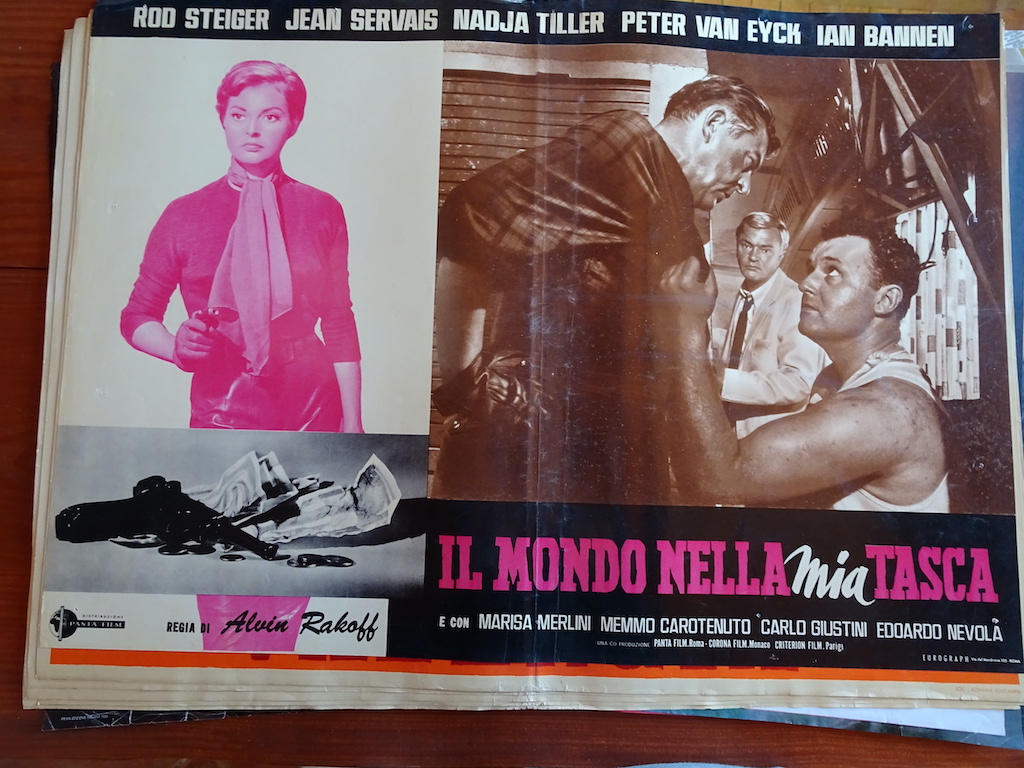 ROD STEIGER JEAN SERVAIS NADJA TILLER PETER VAN EYCK IAN BANNEN
IL MONDO NELLA mia TASCA
E CON MARISA MERLINI MEMMO CAROTENUTO CARLO GIUSTINI EDOARDO NEVOLA
UNA CO PRODUZIONE PANTA FILM.Roma - CORONA FILM.Monaco CRITERION FILM. Parigi
DISTRIBUZIONE
PANTA FILM
REGIA DI Alvin Rakoff
EUROGRAPH